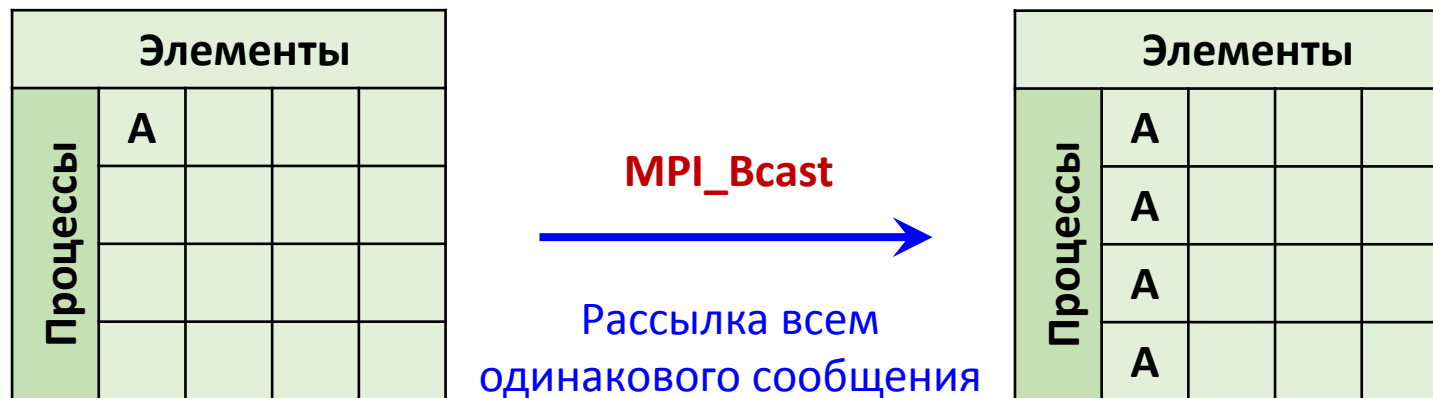 Элементы
Процессы
A
MPI_Bcast
Рассылка всем
одинакового сообщения
Элементы
Процессы
A
A
A
A